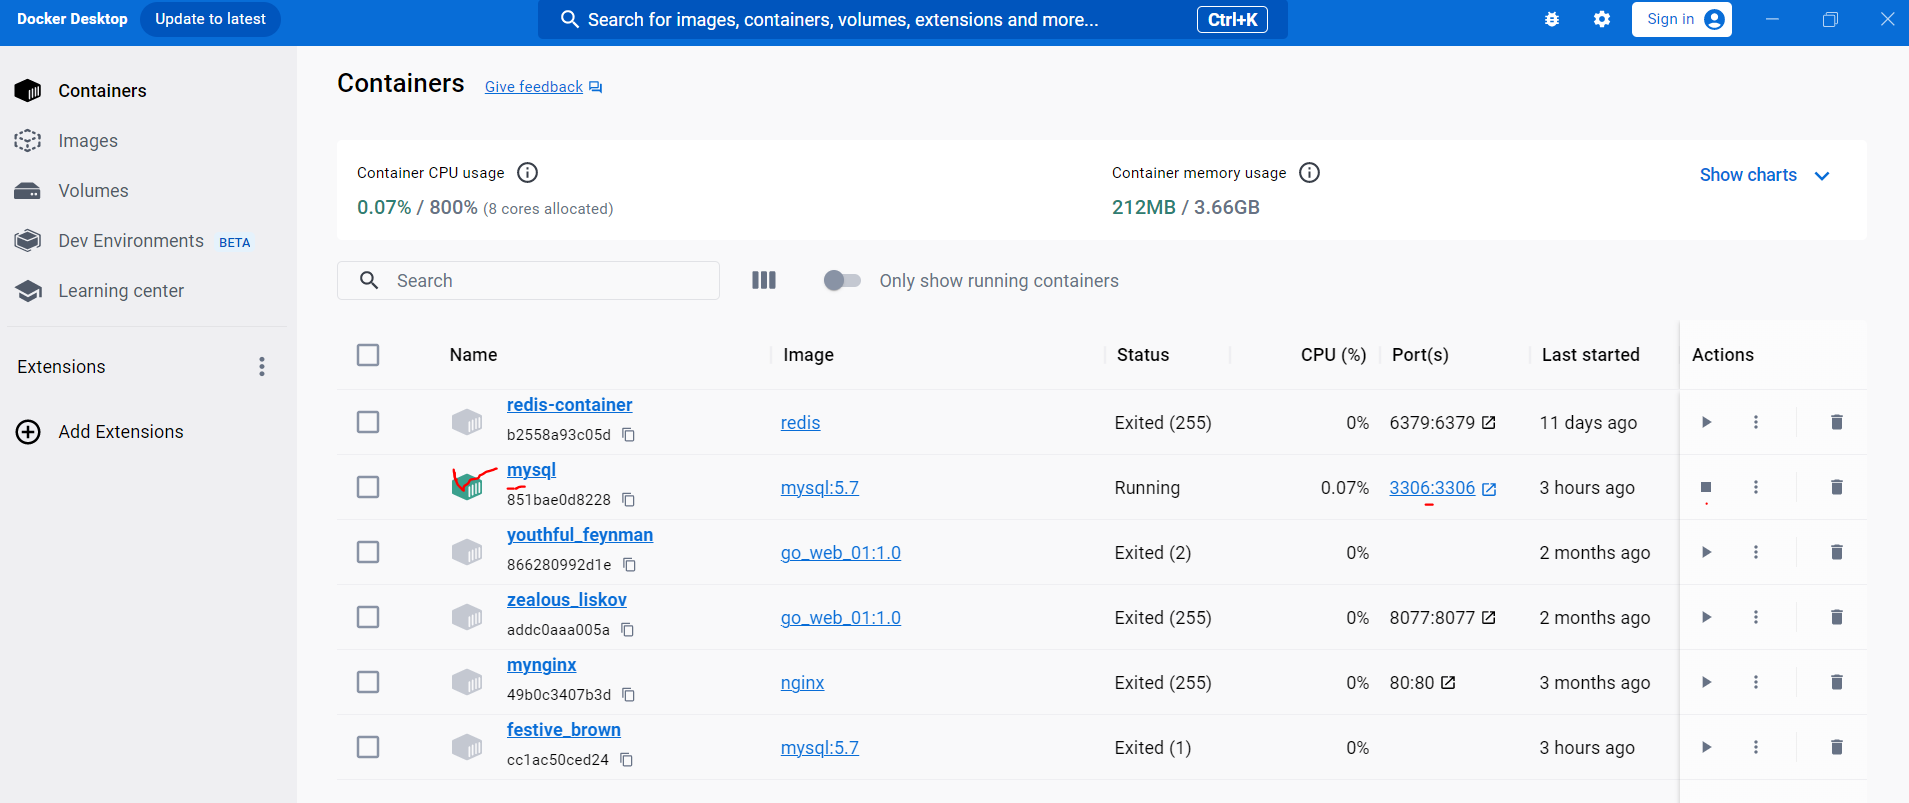 Docker Desktop Update to latest Search for images, containers, volumes, extensions and more... Ctrl+K Sign in
Containers
Images
Volumes
Dev Environments BETA
Learning center
Extensions
Add Extensions
Containers Give feedback
Container CPU usage
0.07% / 800% (8 cores allocated)
Container memory usage
212MB / 3.66GB
Show charts
Search
Only show running containers
Name Image Status CPU (%) Port(s) Last started Actions
redis-container
b2558a93c05d
redis Exited (255) 0% 6379:6379 11 days ago
mysql
851bae0d8228
mysql:5.7 Running 0.07% 3306:3306 3 hours ago
youthful_feynman
866280992d1e
go_web_01:1.0 Exited (2) 0% 2 months ago
zealous_liskov
addc0aaa005a
go_web_01:1.0 Exited (255) 0% 8077:8077 2 months ago
mynginx
49b0c3407b3d
nginx Exited (255) 0% 80:80 3 months ago
festive_brown
cc1ac50ced24
mysql:5.7 Exited (1) 0% 3 hours ago